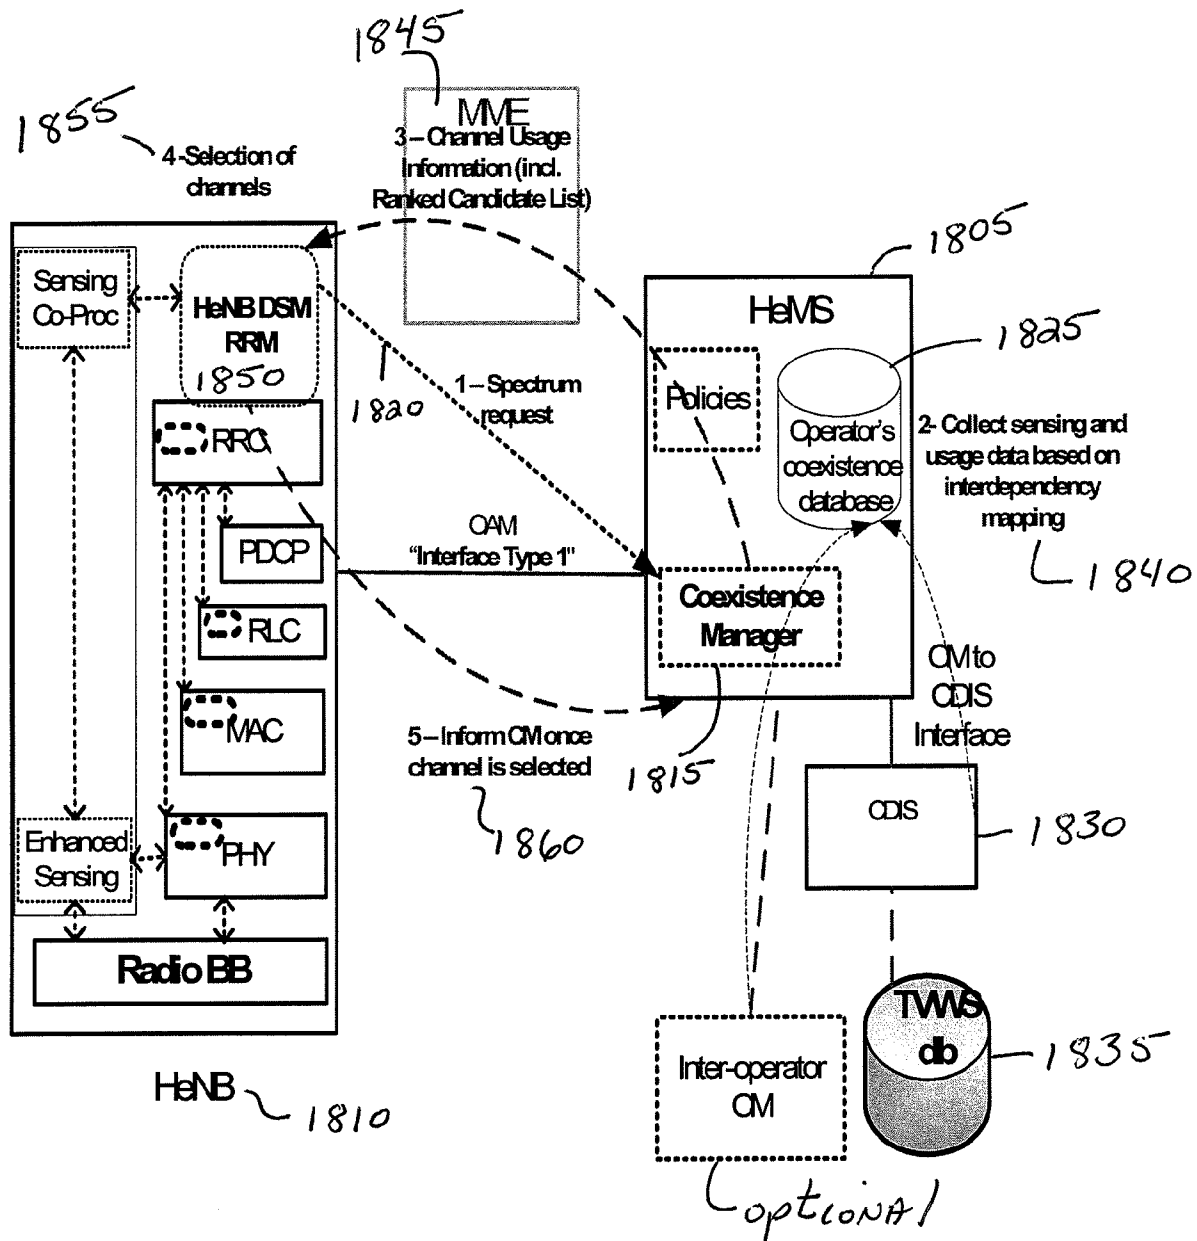 1845
1855
MME
3 – Channel Usage
Information (incl.
Ranked Candidate List)
4-Selection of
channels
1805
HeMS
Sensing
Co-Proc
HeNB DSM
RRM
1850
1820
1 – Spectrum
request
Policies
1825
Operator's
coexistence
database
2- Collect sensing and
usage data based on
interdependency
mapping
1840
RRC
PDCP
RLC
MAC
PHY
OAM
"Interface Type 1"
Coexistence
Manager
1815
CM to
CDIS
Interface
5 – Inform CM once
channel is selected
1860
CDIS
1830
Enhanced
Sensing
Radio BB
HeNB
1810
Inter-operator
CM
optional
TVWS
db
1835